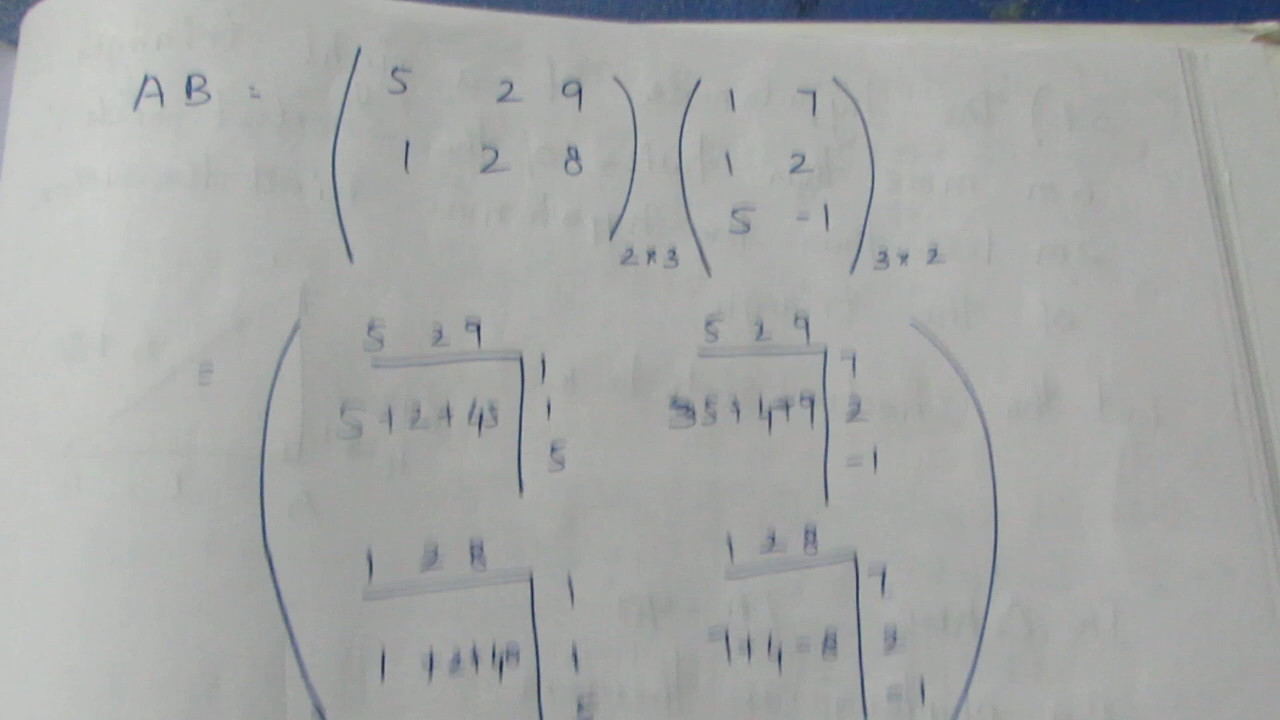 AB = ( 5 2 9 ( 1 7
1 2 8 )2×3 1 2
5 -1 )3×2
= ( 5 2 9 | 1 5 2 9 | 7
5+2+45 | 1 35+4+9 | 2
5 -1
1 2 8 | 1 1 2 8 | 7
1 +2+40 | 1 7+4-8 | 2
5 -1